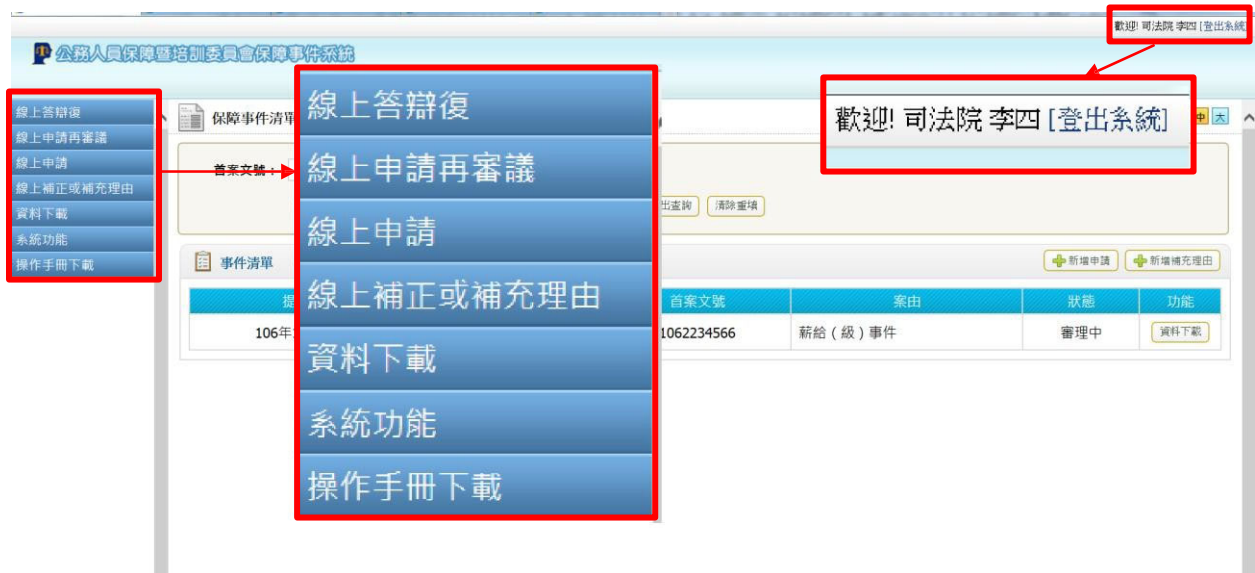 歡迎! 司法院 李四 [登出系統]
公務人員保障暨培訓委員會保障事件系統
線上答辯復
線上申請再審議
線上申請
線上補正或補充理由
資料下載
系統功能
操作手冊下載
保障事件清單
線上答辯復
線上申請再審議
線上申請
線上補正或補充理由
資料下載
系統功能
操作手冊下載
歡迎! 司法院 李四 [登出系統]
中 大
首案文號：
出查詢 清除重填
事件清單 新增申請 新增補充理由
提 首案文號 案由 狀態 功能
106年 1062234566 薪給（級）事件 審理中 資料下載